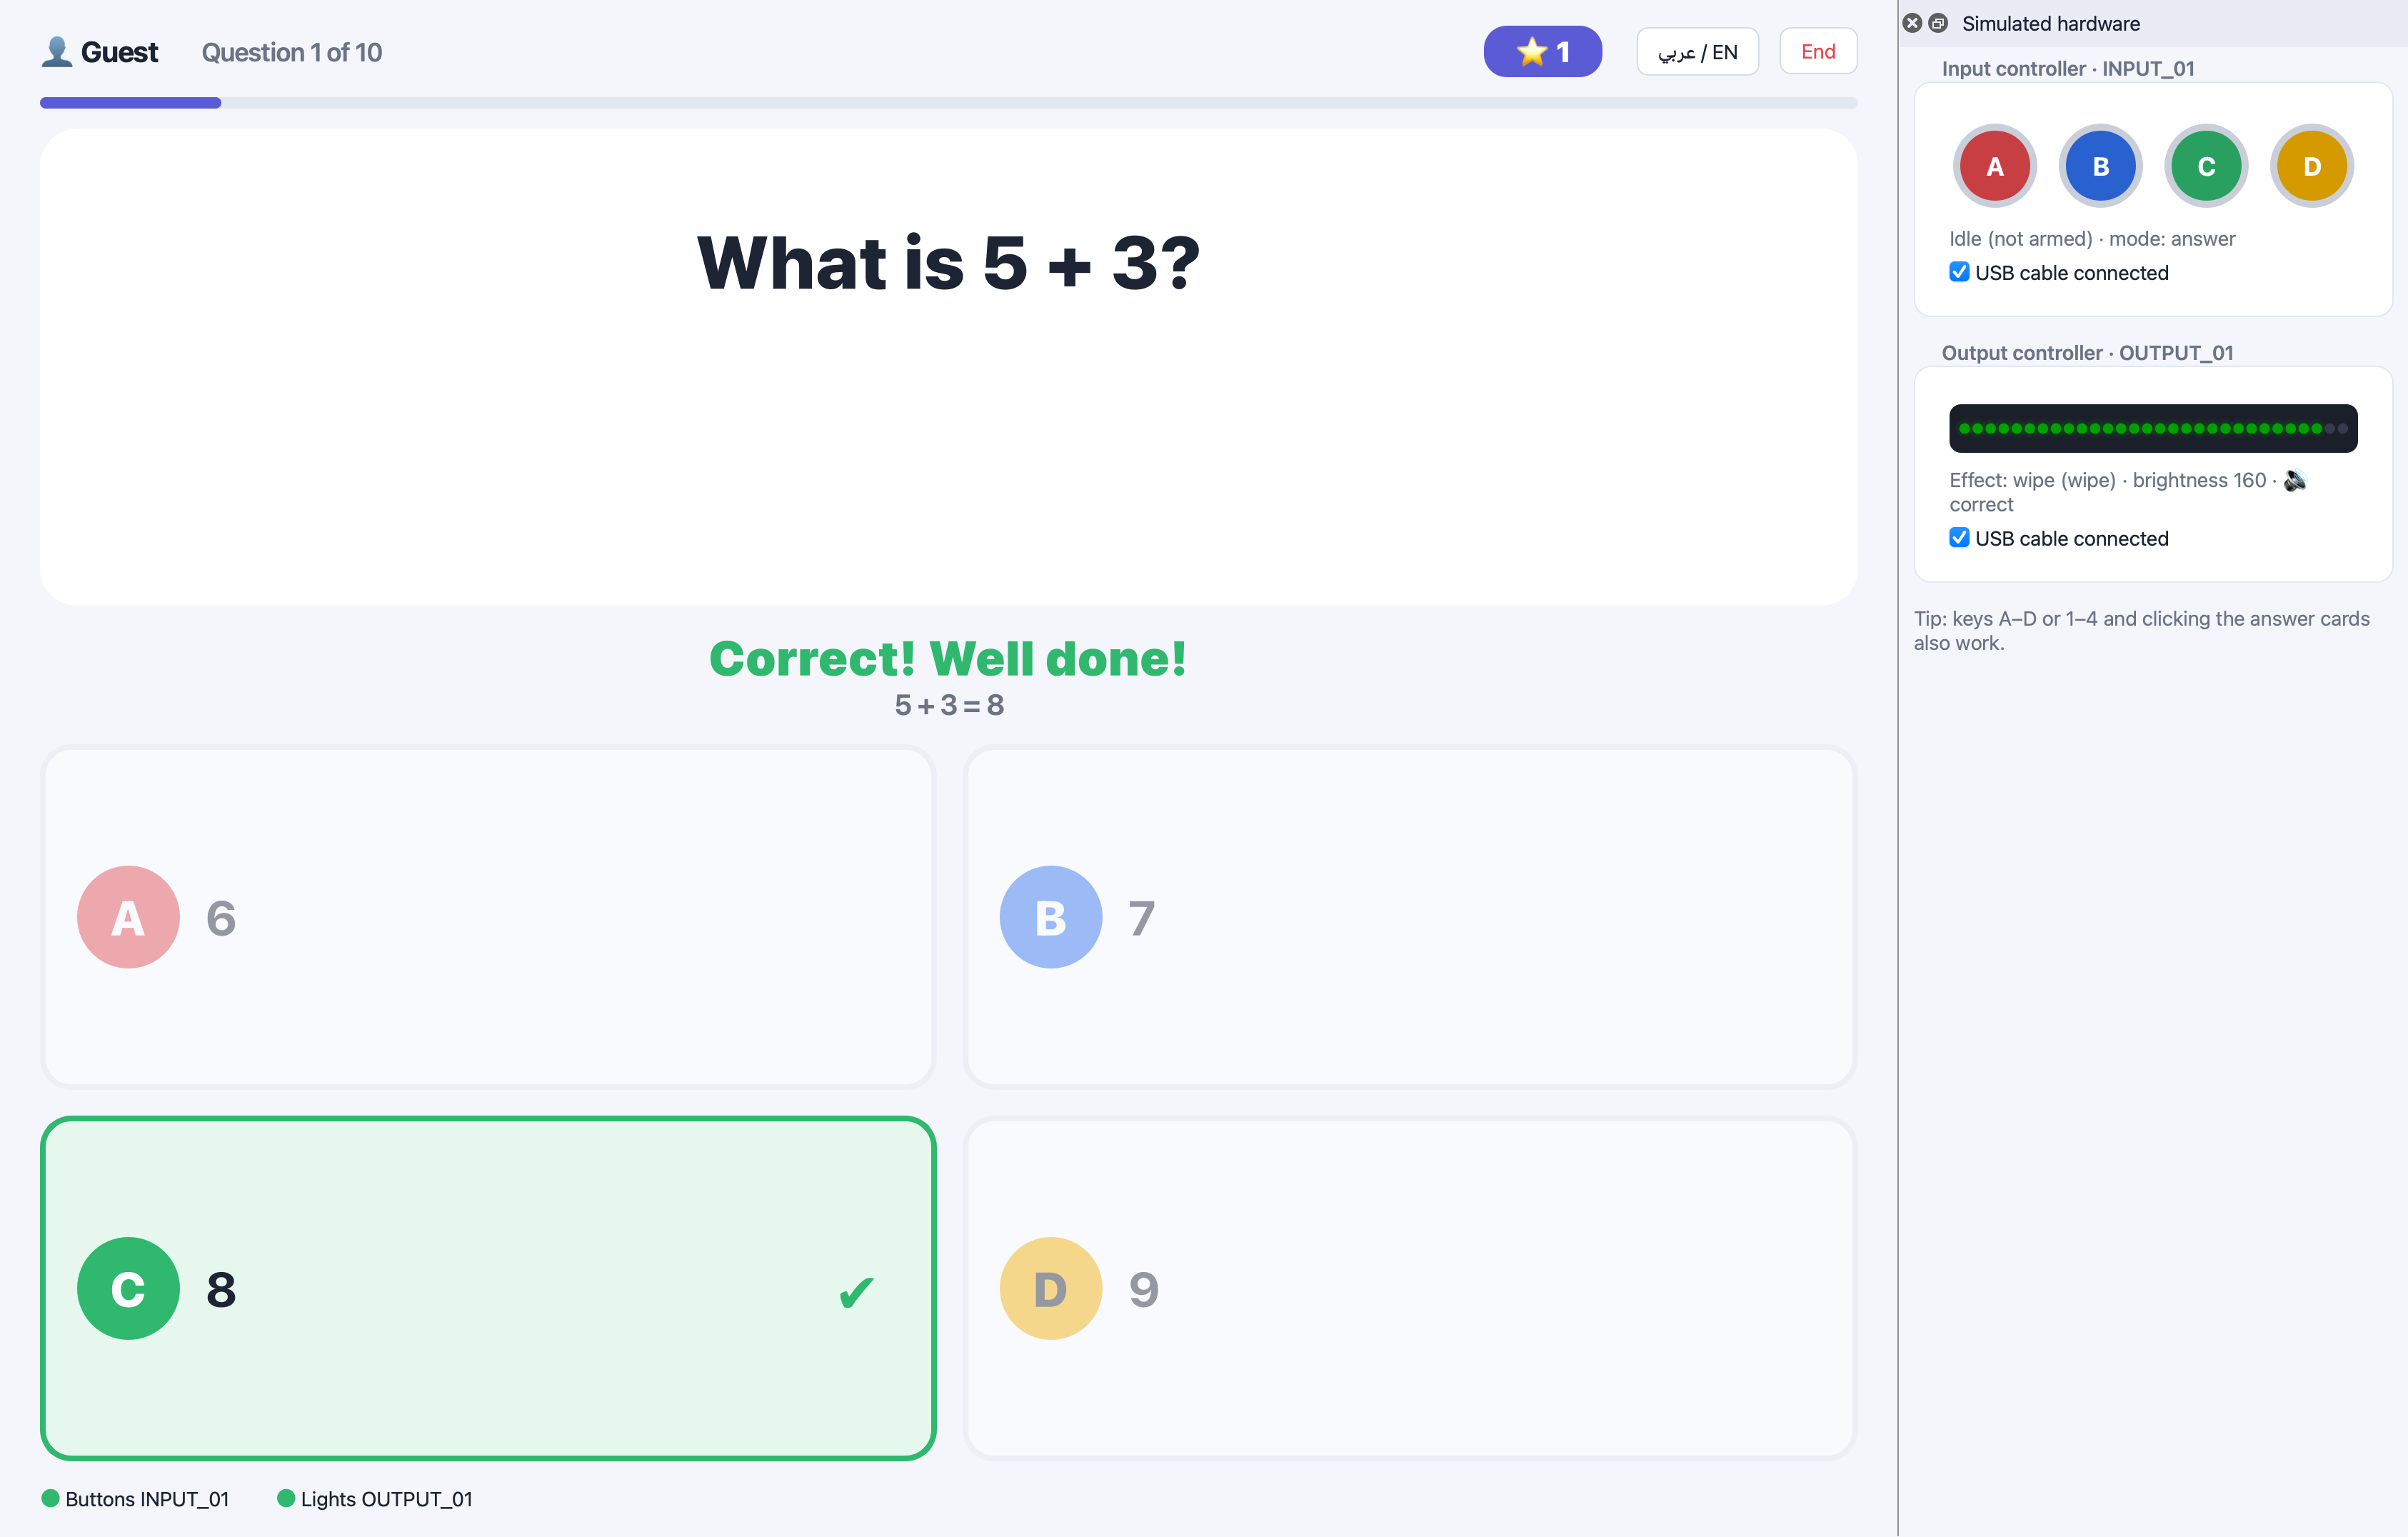 Guest
Question 1 of 10
1
عربي / EN
End
What is 5 + 3?
Correct! Well done!
5 + 3 = 8
A 6
B 7
C 8 ✔
D 9
Buttons INPUT_01
Lights OUTPUT_01
Simulated hardware
Input controller · INPUT_01
A B C D
Idle (not armed) · mode: answer
USB cable connected
Output controller · OUTPUT_01
Effect: wipe (wipe) · brightness 160 · 🔊
correct
USB cable connected
Tip: keys A–D or 1–4 and clicking the answer cards
also work.